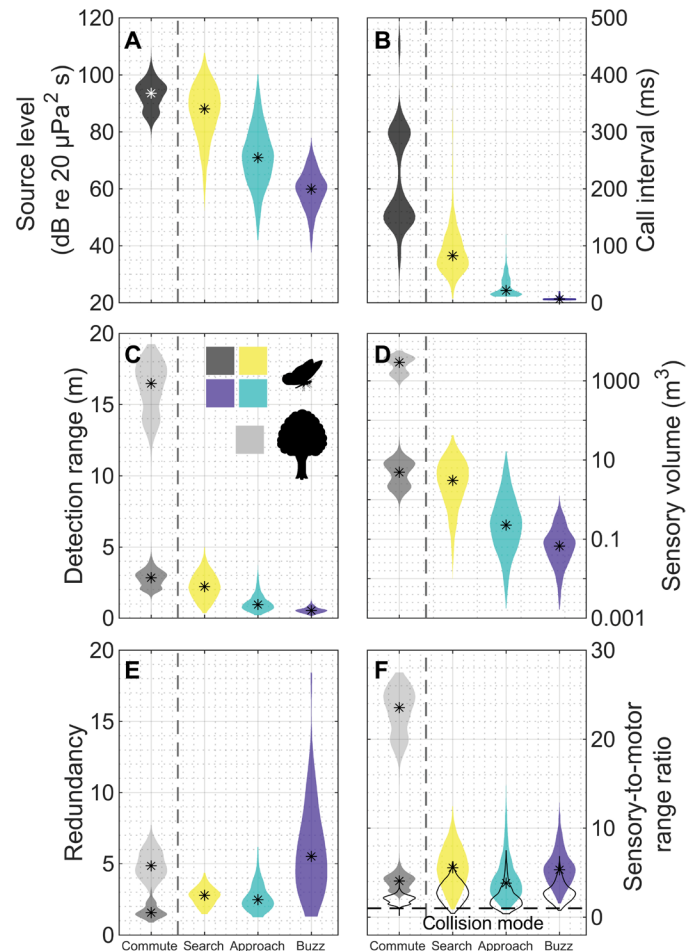 A
Source level
(dB re 20 µPa² s)
120
100
80
60
40
20
B
Call interval (ms)
500
400
300
200
100
0
C
Detection range (m)
20
15
10
5
0
D
Sensory volume (m³)
1000
10
0.1
0.001
E
Redundancy
20
15
10
5
0
F
Sensory-to-motor
range ratio
30
20
10
0
Collision mode
Commute Search Approach Buzz
Commute Search Approach Buzz